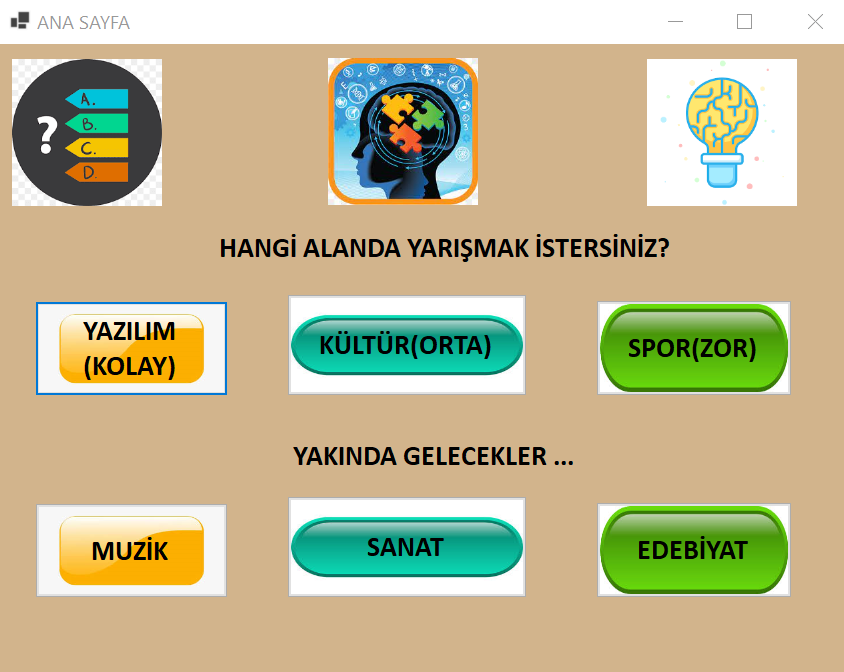 ANA SAYFA
?
A.
B.
C.
D.
HANGİ ALANDA YARIŞMAK İSTERSİNİZ?
YAZILIM
(KOLAY)
KÜLTÜR(ORTA)
SPOR(ZOR)
YAKINDA GELECEKLER ...
MUZİK
SANAT
EDEBİYAT